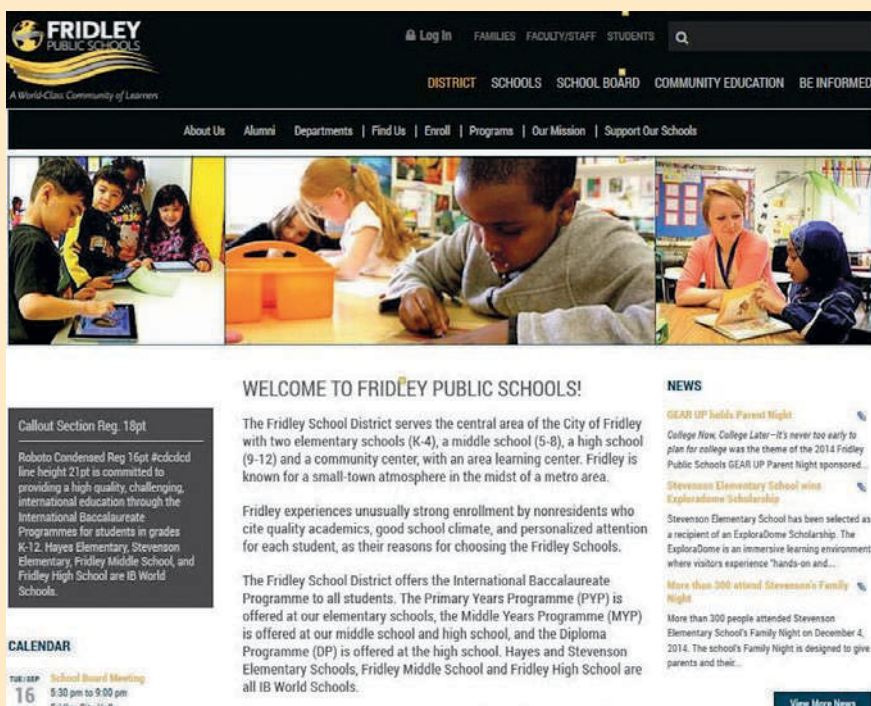 FRIDLEY
PUBLIC SCHOOLS
A World-Class Community of Learners
Log In FAMILIES FACULTY/STAFF STUDENTS
DISTRICT SCHOOLS SCHOOL BOARD COMMUNITY EDUCATION BE INFORMED
About Us Alumni Departments | Find Us | Enroll | Programs | Our Mission | Support Our Schools
Callout Section Reg. 18pt
Roboto Condensed Reg 16pt #cdcdcd
line height 21pt is committed to
providing a high quality, challenging,
international education through the
International Baccalaureate
Programmes for students in grades
K-12. Hayes Elementary, Stevenson
Elementary, Fridley Middle School, and
Fridley High School are IB World
Schools.
CALENDAR
TUE/SEP
16
School Board Meeting
5:30 pm to 9:00 pm
WELCOME TO FRIDLEY PUBLIC SCHOOLS!
The Fridley School District serves the central area of the City of Fridley
with two elementary schools (K-4), a middle school (5-8), a high school
(9-12) and a community center, with an area learning center. Fridley is
known for a small-town atmosphere in the midst of a metro area.
Fridley experiences unusually strong enrollment by nonresidents who
cite quality academics, good school climate, and personalized attention
for each student, as their reasons for choosing the Fridley Schools.
The Fridley School District offers the International Baccalaureate
Programme to all students. The Primary Years Programme (PYP) is
offered at our elementary schools, the Middle Years Programme (MYP)
is offered at our middle school and high school, and the Diploma
Programme (DP) is offered at the high school. Hayes and Stevenson
Elementary Schools, Fridley Middle School and Fridley High School are
all IB World Schools.
NEWS
GEAR UP holds Parent Night
College Now, College Later—It's never too early to
plan for college was the theme of the 2014 Fridley
Public Schools GEAR UP Parent Night sponsored...
Stevenson Elementary School wins
Exploradome Scholarship
Stevenson Elementary School has been selected as
a recipient of an ExploraDome Scholarship. The
ExploraDome is an immersive learning environment
where visitors experience "hands-on and...
More than 300 attend Stevenson's Family
Night
More than 300 people attended Stevenson
Elementary School's Family Night on December 4,
2014. The school's Family Night is designed to give
parents and their...
View More News